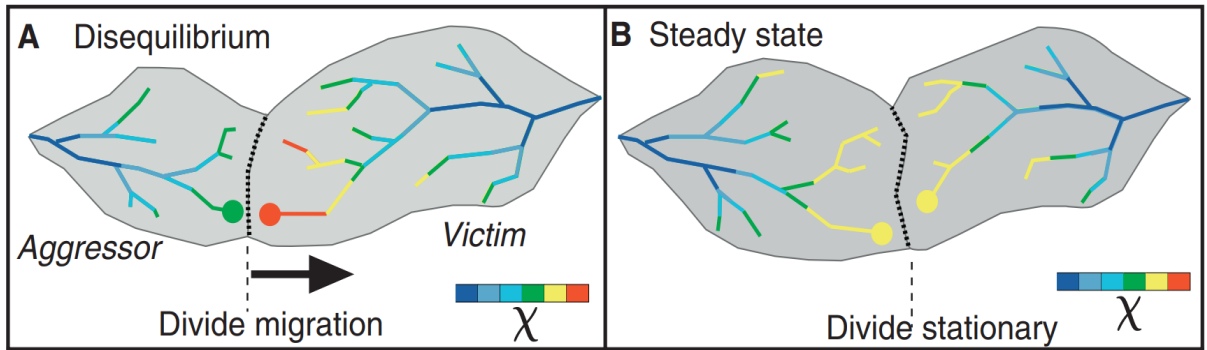 A Disequilibrium
Aggressor
Victim
Divide migration
χ
B Steady state
Divide stationary
χ